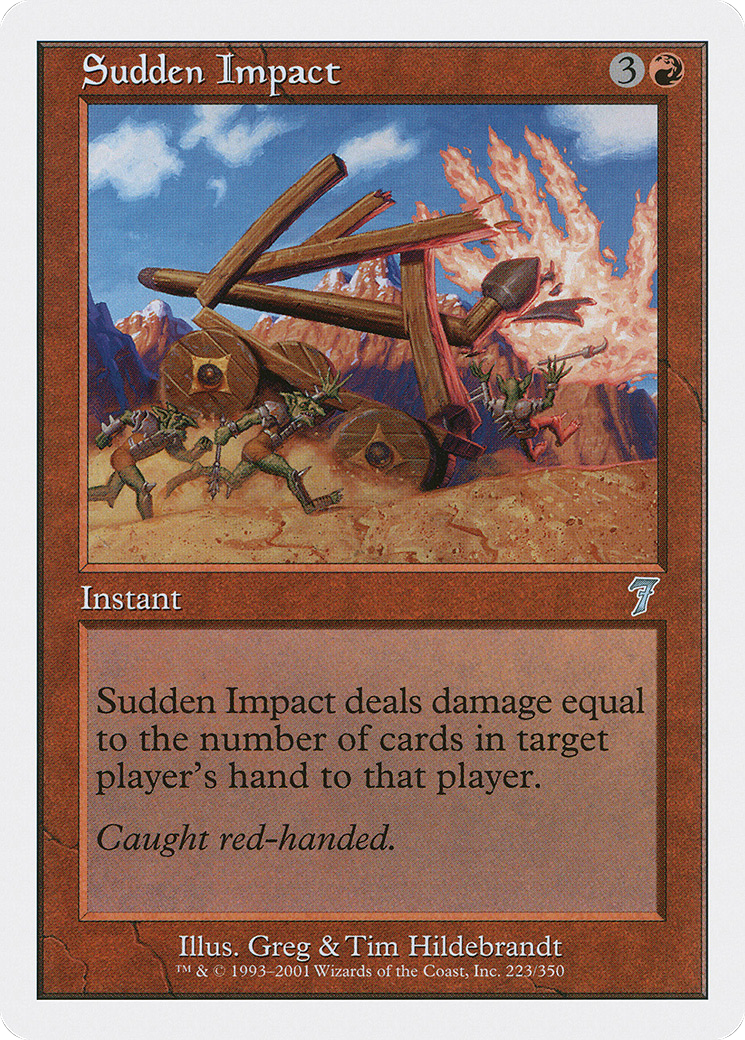 Sudden Impact 3
Instant 7
Sudden Impact deals damage equal
to the number of cards in target
player's hand to that player.
Caught red-handed.
Illus. Greg & Tim Hildebrandt
™ & © 1993–2001 Wizards of the Coast, Inc. 223/350